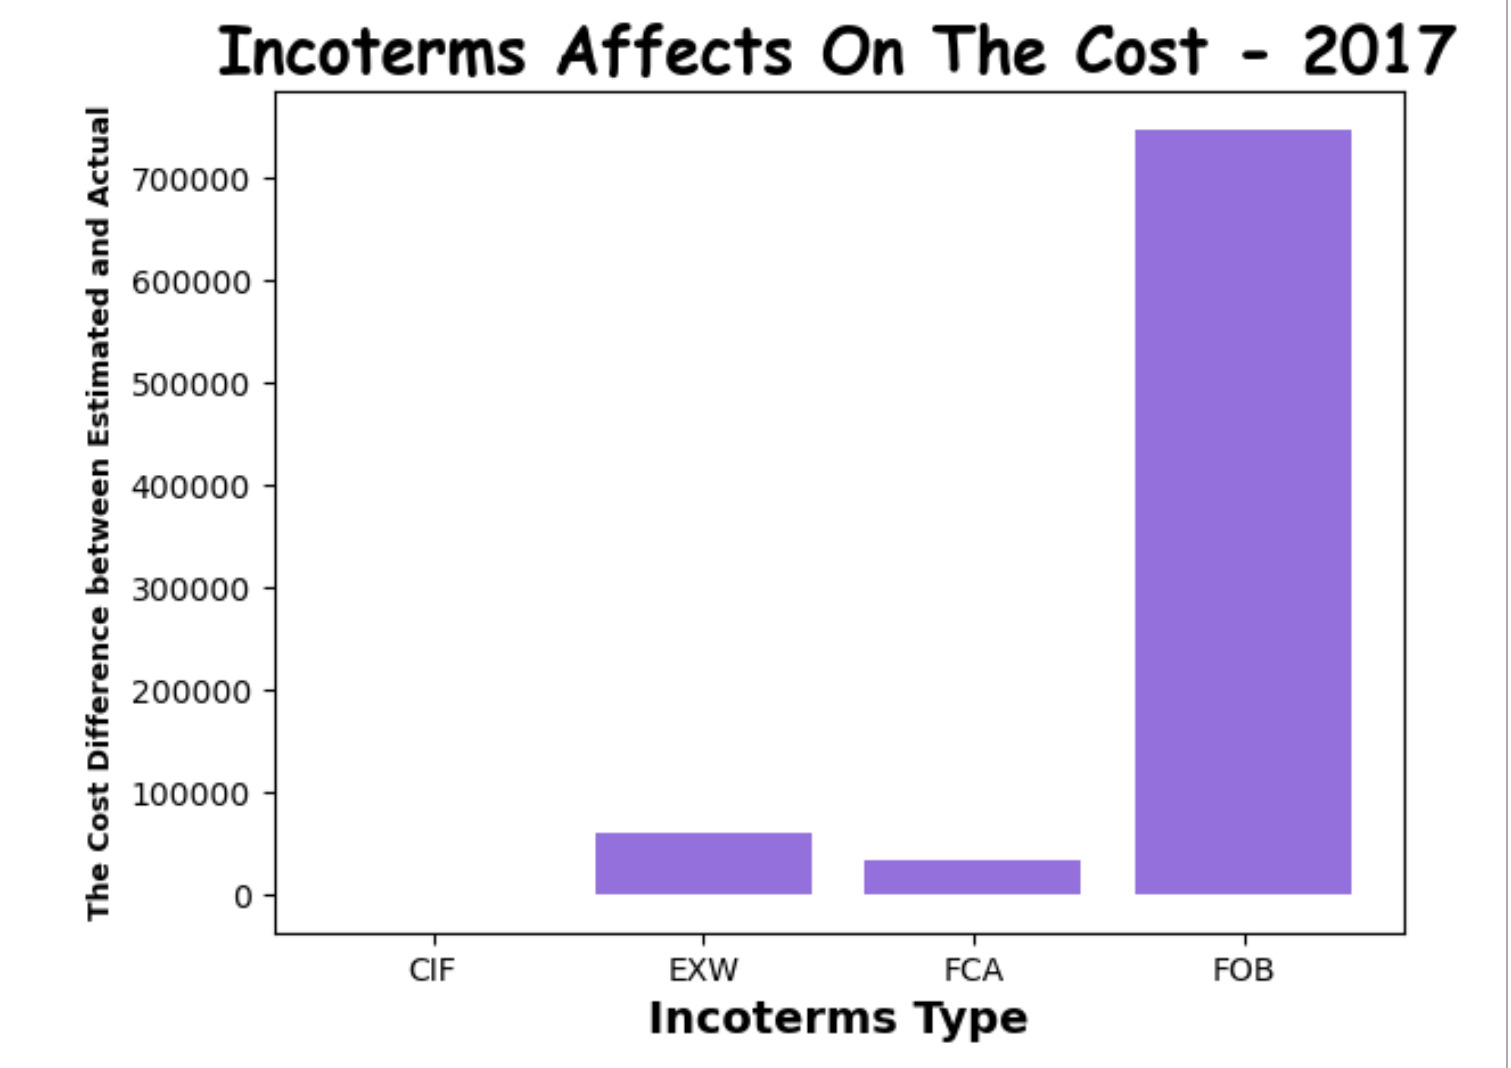 Incoterms Affects On The Cost - 2017
The Cost Difference between Estimated and Actual
700000
600000
500000
400000
300000
200000
100000
0
CIF EXW FCA FOB
Incoterms Type